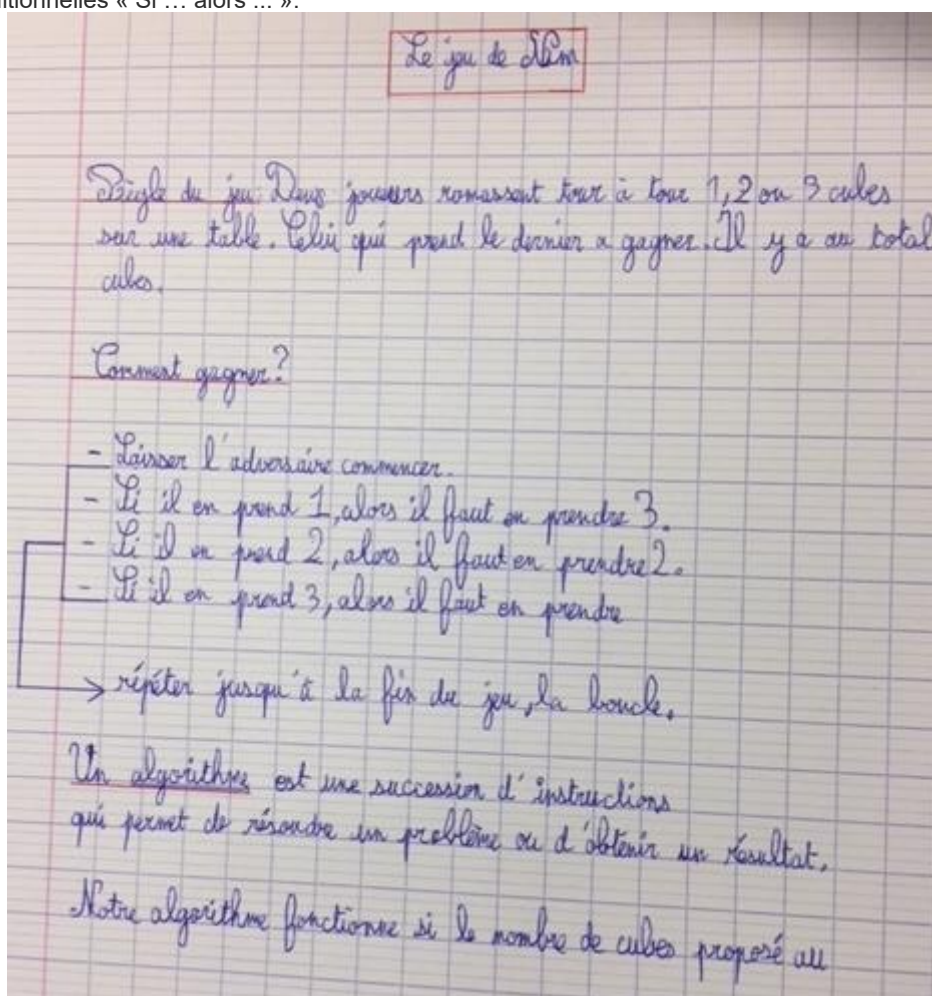 itionnelles « Si … alors ... ».
Le jeu de Nim
Règle du jeu: Deux joueurs ramassent tour à tour 1, 2 ou 3 cubes
sur une table. Celui qui prend le dernier a gagner. Il y a au total
cubes.
Comment gagner?
- Laisser l'adversaire commencer.
- Si il en prend 1, alors il faut en prendre 3.
- Si il en prend 2, alors il faut en prendre 2.
- Si il en prend 3, alors il faut en prendre
→ répéter jusqu'à la fin du jeu, la boucle.
Un algorithme est une succession d'instructions
qui permet de résoudre un problème ou d'obtenir un résultat.
Notre algorithme fonctionne si le nombre de cubes proposé au